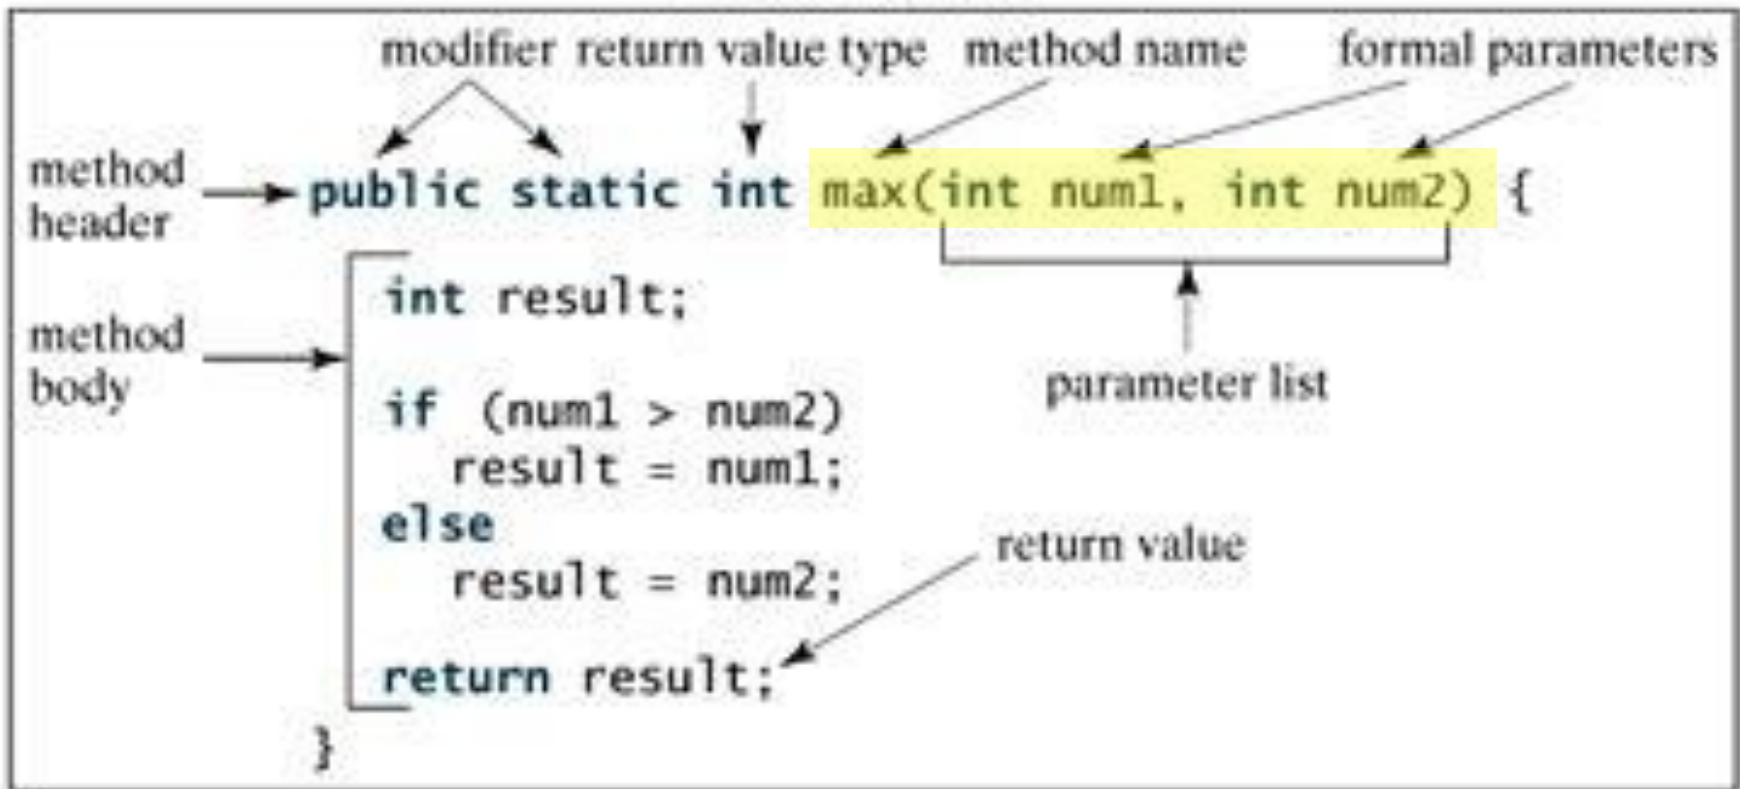 modifier return value type method name formal parameters
method
header
public static int max(int num1, int num2) {
int result;
method
body
parameter list
if (num1 > num2)
result = num1;
else
return value
result = num2;
return result;
}